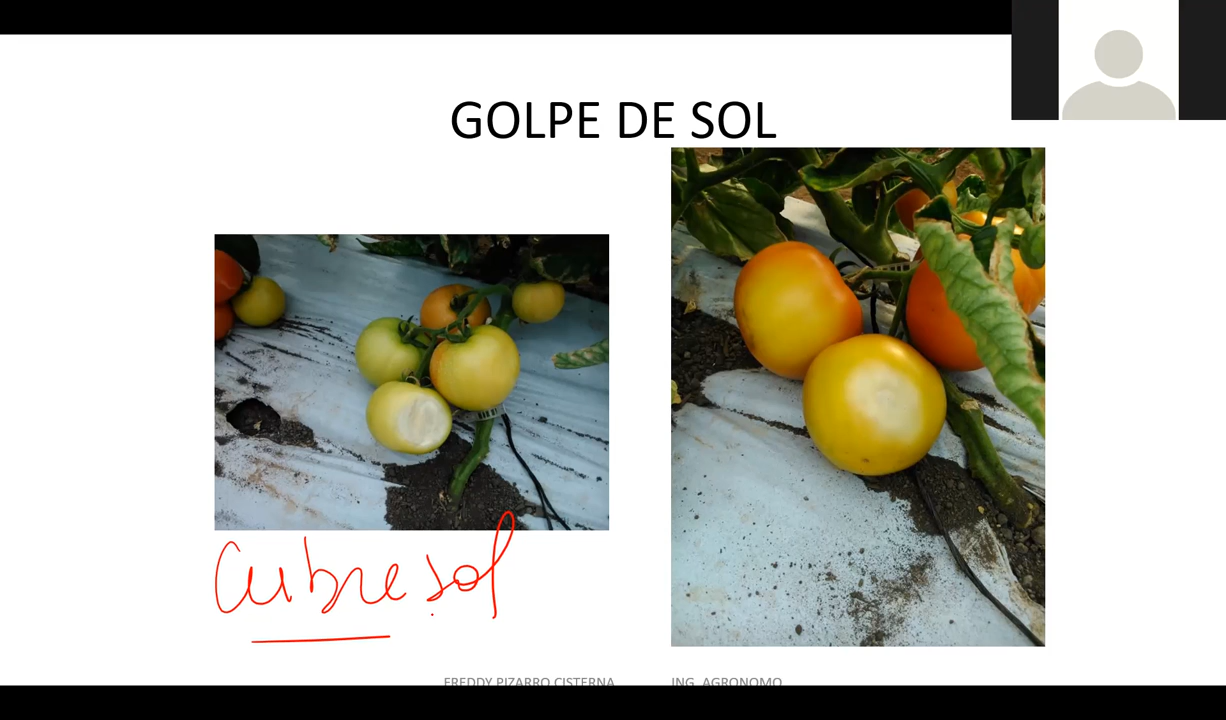 GOLPE DE SOL
Cubre sol
FREDDY PIZARRO CISTERNA ING. AGRONOMO